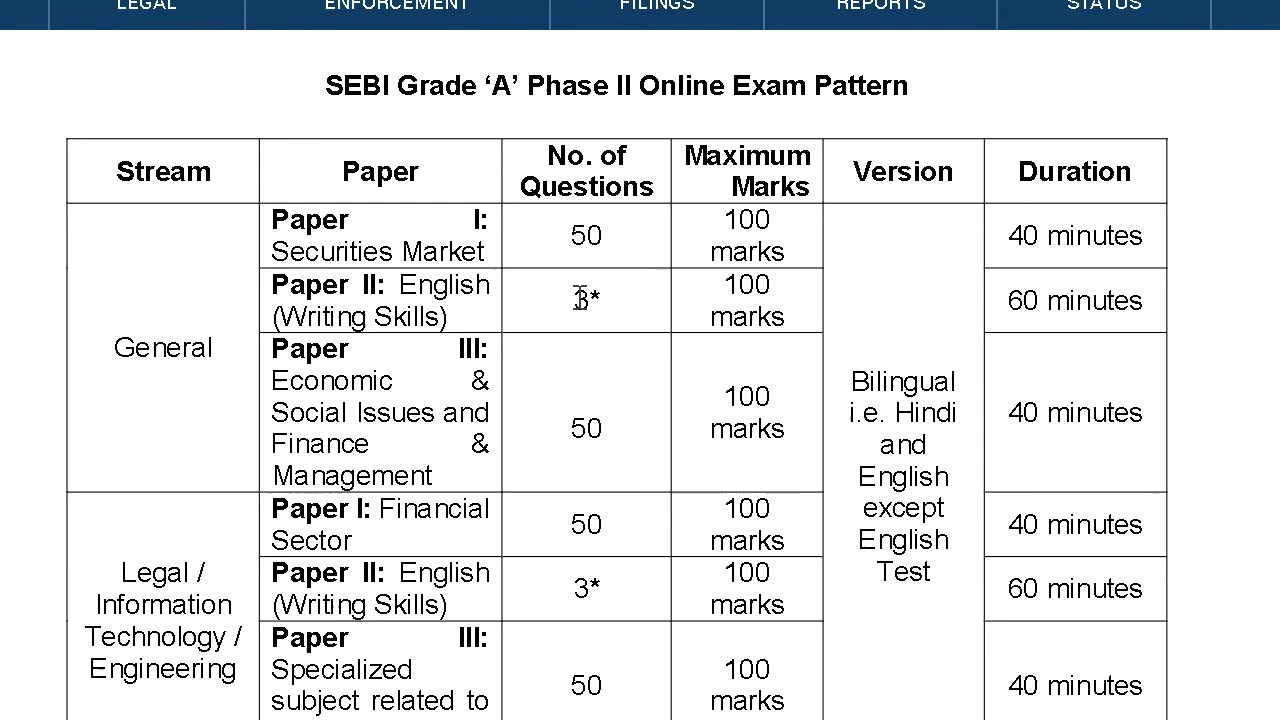 LEGAL ENFORCEMENT FILINGS REPORTS STATUS
SEBI Grade ‘A’ Phase II Online Exam Pattern
Stream Paper No. of Questions Maximum Marks Version Duration
General
Paper I:
Securities Market
50
100
marks
40 minutes
Paper II: English
(Writing Skills)
3*
100
marks
60 minutes
Paper III:
Economic &
Social Issues and
Finance &
Management
50
100
marks
40 minutes
Bilingual
i.e. Hindi
and
English
except
English
Test
Legal /
Information
Technology /
Engineering
Paper I: Financial
Sector
50
100
marks
40 minutes
Paper II: English
(Writing Skills)
3*
100
marks
60 minutes
Paper III:
Specialized
subject related to
50
100
marks
40 minutes